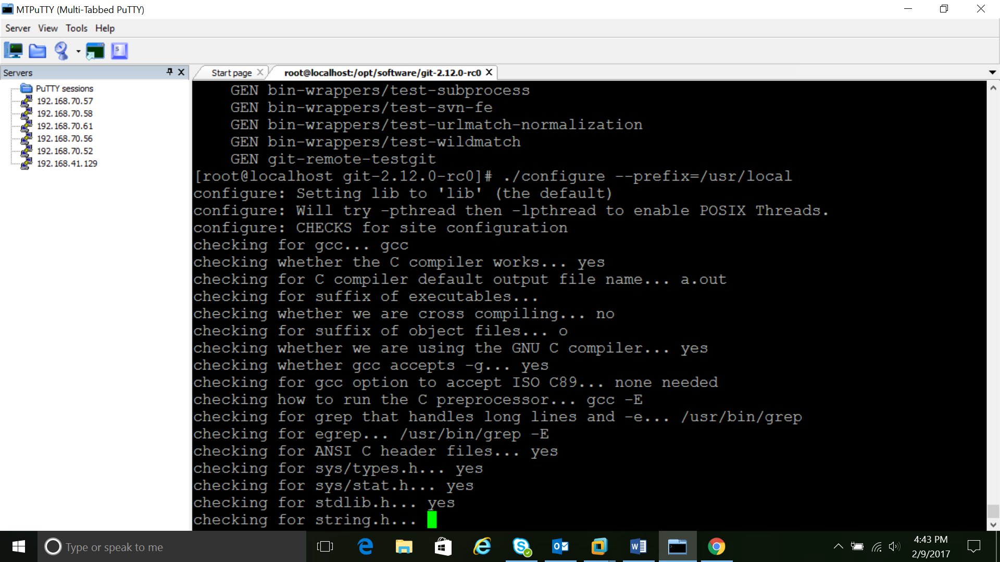 MTPuTTY (Multi-Tabbed PuTTY)
Server View Tools Help
Servers
PuTTY sessions
192.168.70.57
192.168.70.58
192.168.70.61
192.168.70.56
192.168.70.52
192.168.41.129
Start page
root@localhost:/opt/software/git-2.12.0-rc0
GEN bin-wrappers/test-subprocess
GEN bin-wrappers/test-svn-fe
GEN bin-wrappers/test-urlmatch-normalization
GEN bin-wrappers/test-wildmatch
GEN git-remote-testgit
[root@localhost git-2.12.0-rc0]# ./configure --prefix=/usr/local
configure: Setting lib to 'lib' (the default)
configure: Will try -pthread then -lpthread to enable POSIX Threads.
configure: CHECKS for site configuration
checking for gcc... gcc
checking whether the C compiler works... yes
checking for C compiler default output file name... a.out
checking for suffix of executables...
checking whether we are cross compiling... no
checking for suffix of object files... o
checking whether we are using the GNU C compiler... yes
checking whether gcc accepts -g... yes
checking for gcc option to accept ISO C89... none needed
checking how to run the C preprocessor... gcc -E
checking for grep that handles long lines and -e... /usr/bin/grep
checking for egrep... /usr/bin/grep -E
checking for ANSI C header files... yes
checking for sys/types.h... yes
checking for sys/stat.h... yes
checking for stdlib.h... yes
checking for string.h...
Type or speak to me
4:43 PM
2/9/2017